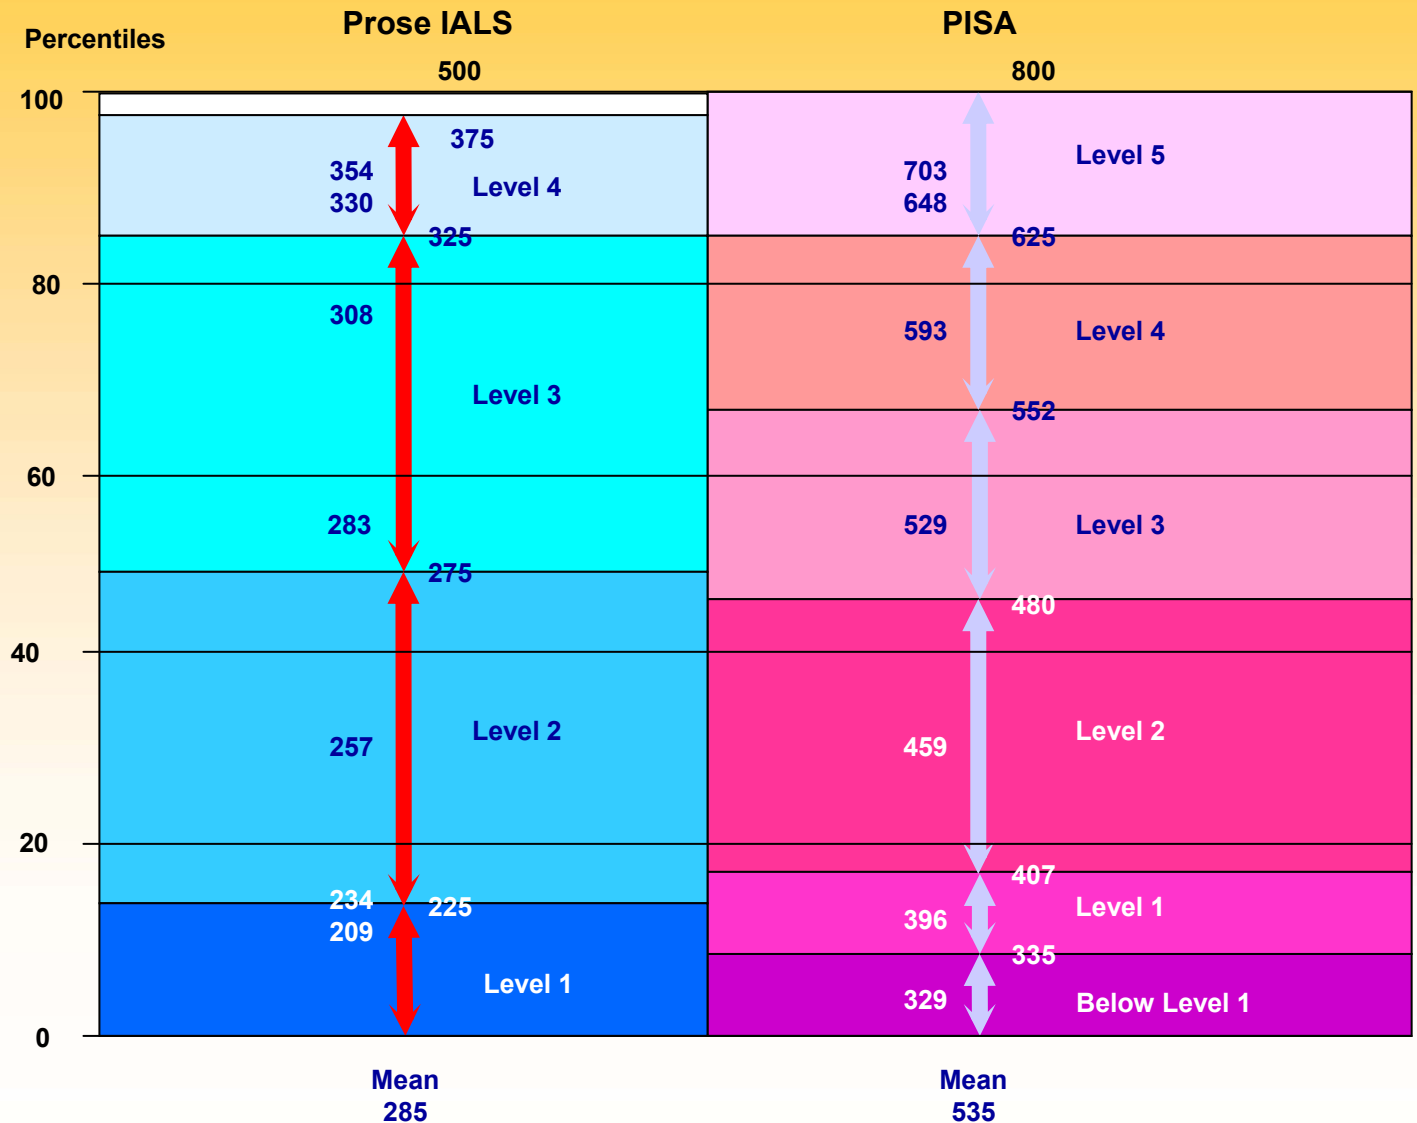 Prose IALS PISA
Percentiles
500 800
100
375
354 Level 4
330
325
703 Level 5
648
625
80
308
593 Level 4
Level 3
552
60
283
529 Level 3
275
480
40
257 Level 2
459 Level 2
20
234
225
209
407
396 Level 1
335
Level 1
329 Below Level 1
0
Mean Mean
285 535